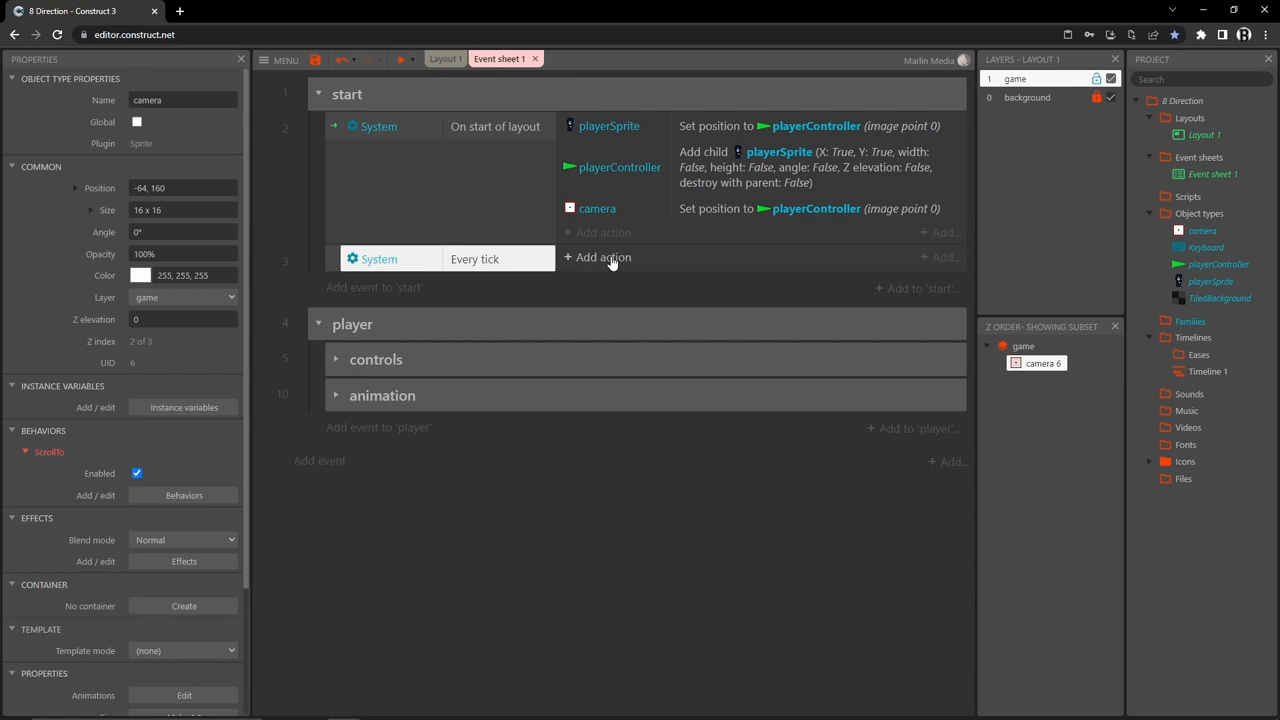 8 Direction - Construct 3
editor.construct.net
PROPERTIES
OBJECT TYPE PROPERTIES
Name camera
Global
Plugin Sprite
COMMON
Position -64, 160
Size 16 x 16
Angle 0°
Opacity 100%
Color 255, 255, 255
Layer game
Z elevation 0
Z index 2 of 3
UID 6
INSTANCE VARIABLES
Add / edit Instance variables
BEHAVIORS
ScrollTo
Enabled
Add / edit Behaviors
EFFECTS
Blend mode Normal
Add / edit Effects
CONTAINER
No container Create
TEMPLATE
Template mode (none)
PROPERTIES
Animations Edit
MENU
Layout 1
Event sheet 1
Marlin Media
1 start
2 System On start of layout playerSprite Set position to playerController (image point 0)
playerController Add child playerSprite (X: True, Y: True, width:
False, height: False, angle: False, Z elevation: False,
destroy with parent: False)
camera Set position to playerController (image point 0)
+ Add action + Add...
3 System Every tick + Add action + Add...
Add event to 'start' + Add to 'start'...
4 player
5 controls
10 animation
Add event to 'player' + Add to 'player'...
Add event + Add...
LAYERS - LAYOUT 1
1 game
0 background
Z ORDER- SHOWING SUBSET
game
camera 6
PROJECT
Search
8 Direction
Layouts
Layout 1
Event sheets
Event sheet 1
Scripts
Object types
camera
Keyboard
playerController
playerSprite
TiledBackground
Families
Timelines
Eases
Timeline 1
Sounds
Music
Videos
Fonts
Icons
Files